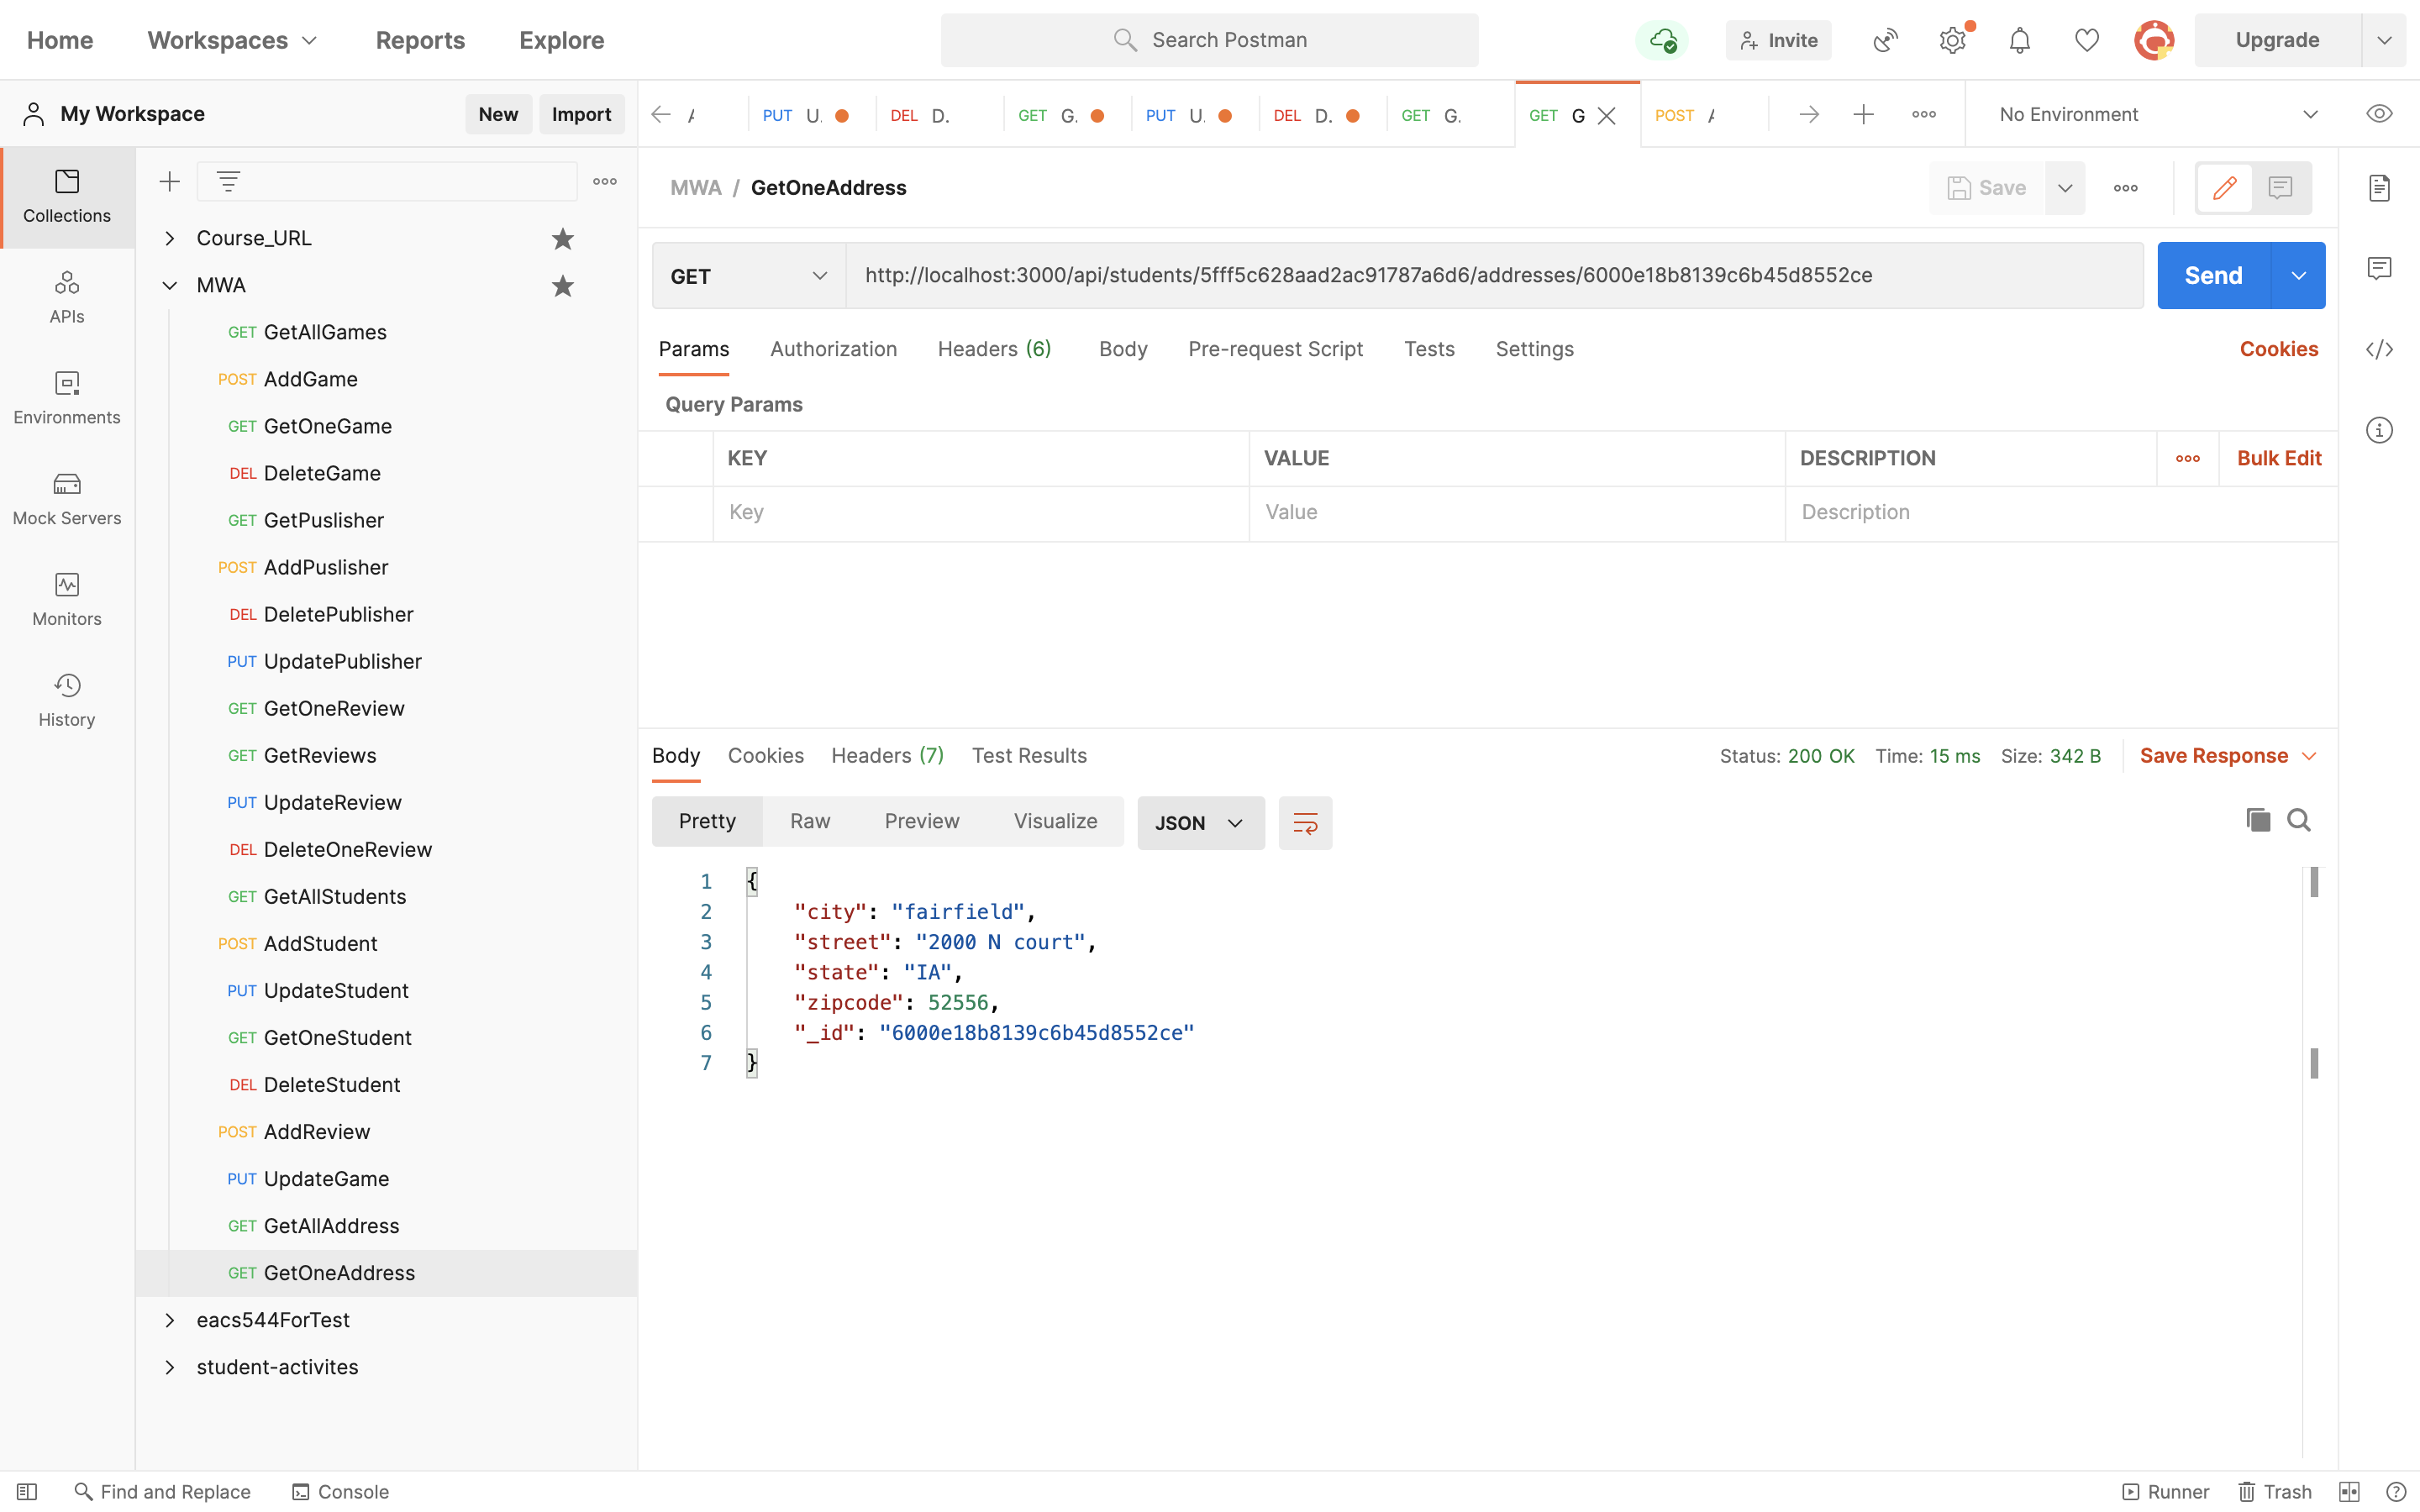 Home Workspaces Reports Explore Search Postman Invite Upgrade
My Workspace New Import PUT U. DEL D. GET G. PUT U. DEL D. GET G. GET G POST No Environment
Collections
APIs
Environments
Mock Servers
Monitors
History
Course_URL
MWA
GET GetAllGames
POST AddGame
GET GetOneGame
DEL DeleteGame
GET GetPuslisher
POST AddPuslisher
DEL DeletePublisher
PUT UpdatePublisher
GET GetOneReview
GET GetReviews
PUT UpdateReview
DEL DeleteOneReview
GET GetAllStudents
POST AddStudent
PUT UpdateStudent
GET GetOneStudent
DEL DeleteStudent
POST AddReview
PUT UpdateGame
GET GetAllAddress
GET GetOneAddress
eacs544ForTest
student-activites
MWA / GetOneAddress Save
GET http://localhost:3000/api/students/5fff5c628aad2ac91787a6d6/addresses/6000e18b8139c6b45d8552ce Send
Params Authorization Headers (6) Body Pre-request Script Tests Settings Cookies
Query Params
KEY VALUE DESCRIPTION Bulk Edit
Key Value Description
Body Cookies Headers (7) Test Results Status: 200 OK Time: 15 ms Size: 342 B Save Response
Pretty Raw Preview Visualize JSON
1 {
2 "city": "fairfield",
3 "street": "2000 N court",
4 "state": "IA",
5 "zipcode": 52556,
6 "_id": "6000e18b8139c6b45d8552ce"
7 }
Find and Replace Console Runner Trash